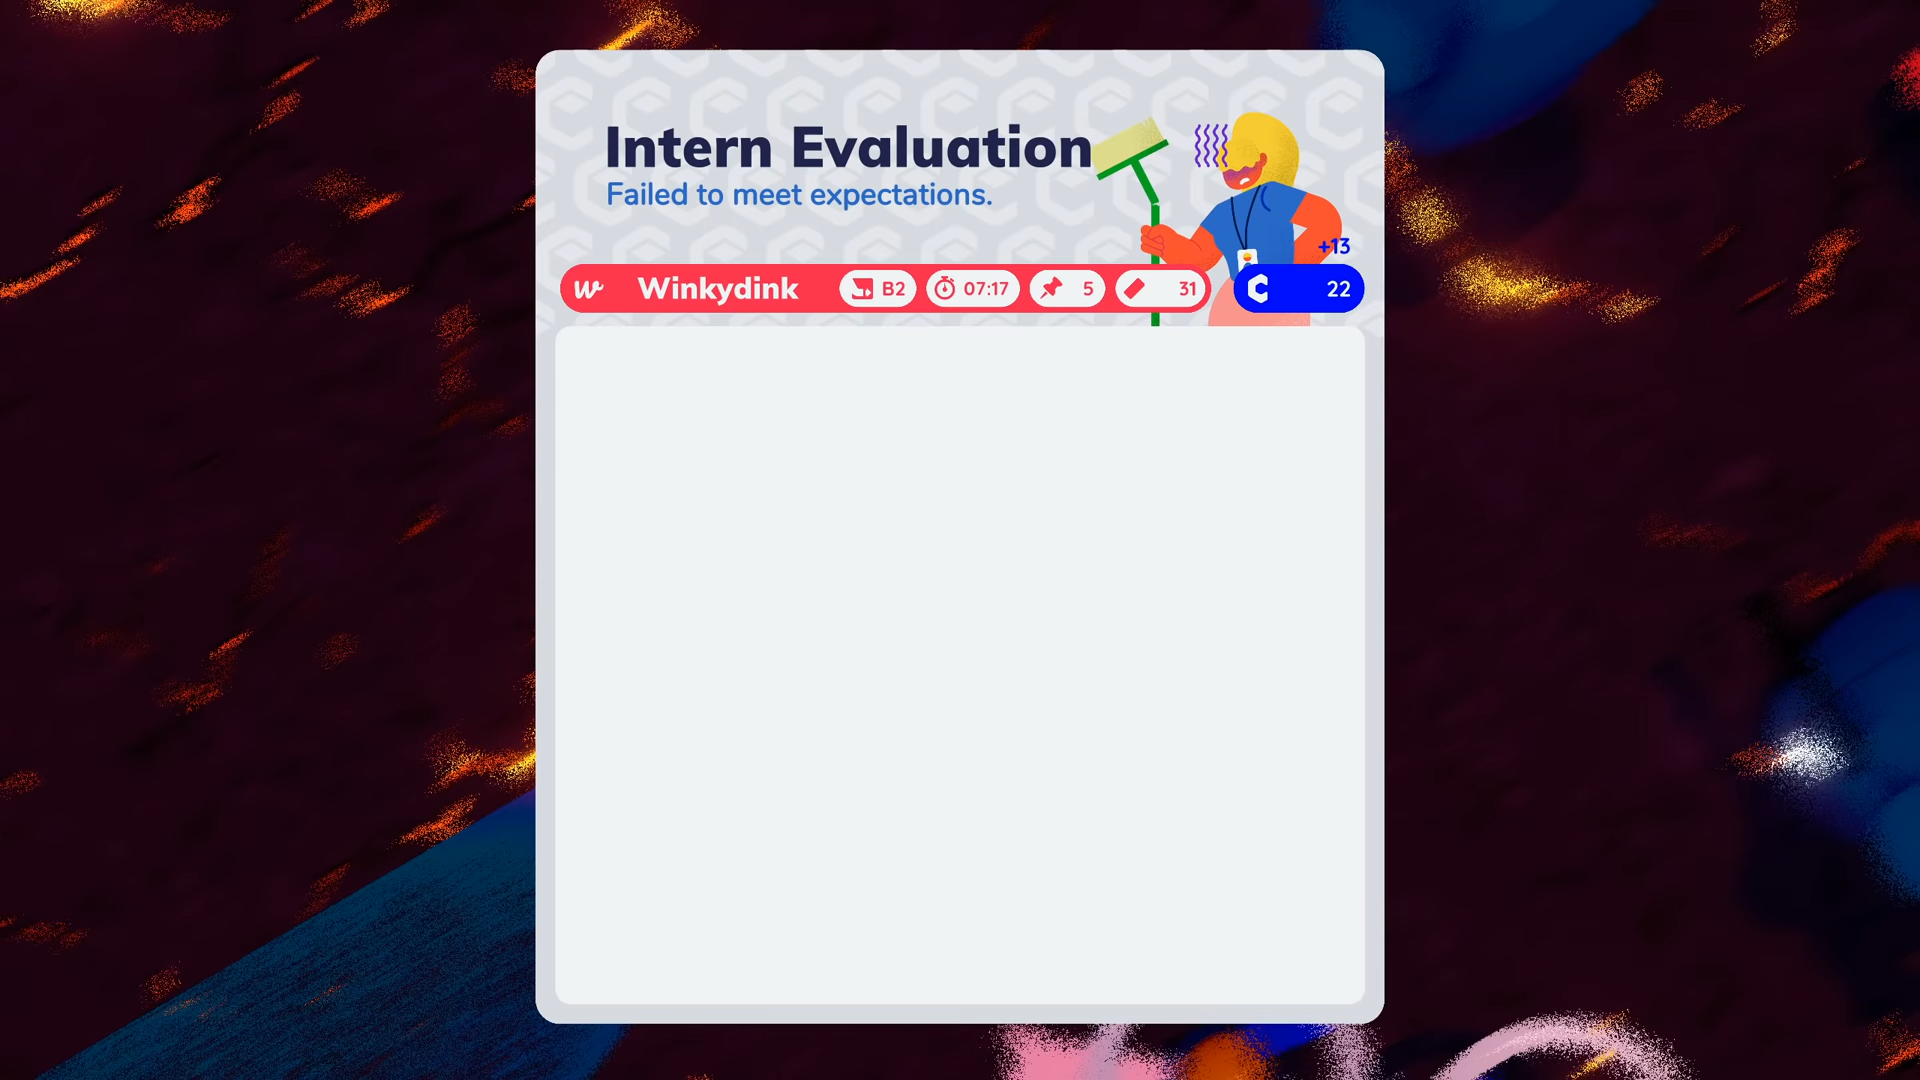 Intern Evaluation
Failed to meet expectations.
+13
w Winkydink B2 07:17 5 31 C 22